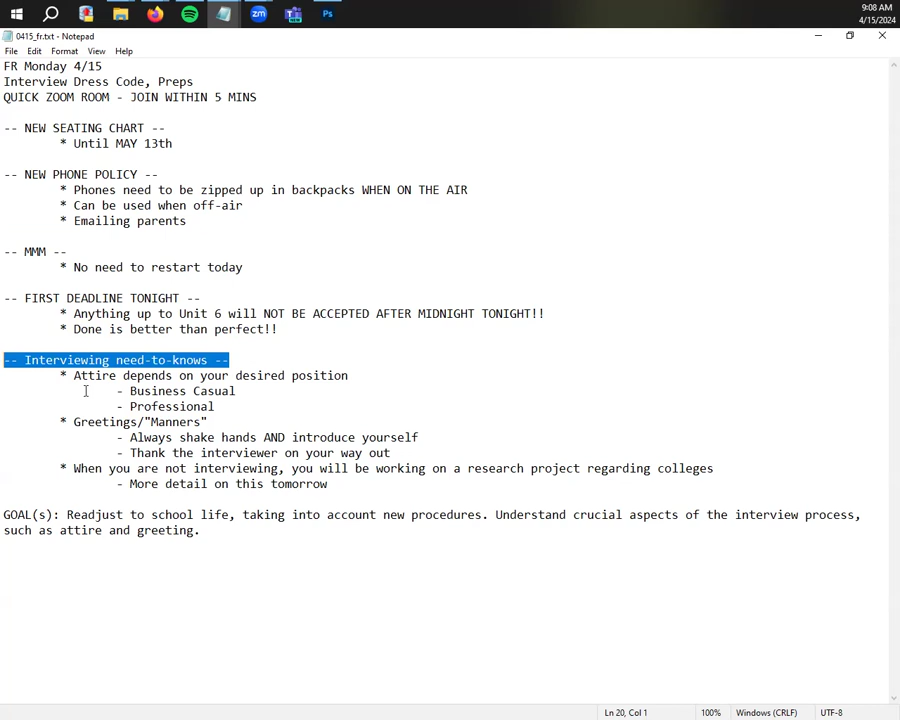 zm
Ps
9:08 AM
4/15/2024
0415_fr.txt - Notepad
File Edit Format View Help
FR Monday 4/15
Interview Dress Code, Preps
QUICK ZOOM ROOM - JOIN WITHIN 5 MINS
-- NEW SEATING CHART --
* Until MAY 13th
-- NEW PHONE POLICY --
* Phones need to be zipped up in backpacks WHEN ON THE AIR
* Can be used when off-air
* Emailing parents
-- MMM --
* No need to restart today
-- FIRST DEADLINE TONIGHT --
* Anything up to Unit 6 will NOT BE ACCEPTED AFTER MIDNIGHT TONIGHT!!
* Done is better than perfect!!
-- Interviewing need-to-knows --
* Attire depends on your desired position
- Business Casual
- Professional
* Greetings/"Manners"
- Always shake hands AND introduce yourself
- Thank the interviewer on your way out
* When you are not interviewing, you will be working on a research project regarding colleges
- More detail on this tomorrow
GOAL(s): Readjust to school life, taking into account new procedures. Understand crucial aspects of the interview process,
such as attire and greeting.
Ln 20, Col 1 100% Windows (CRLF) UTF-8